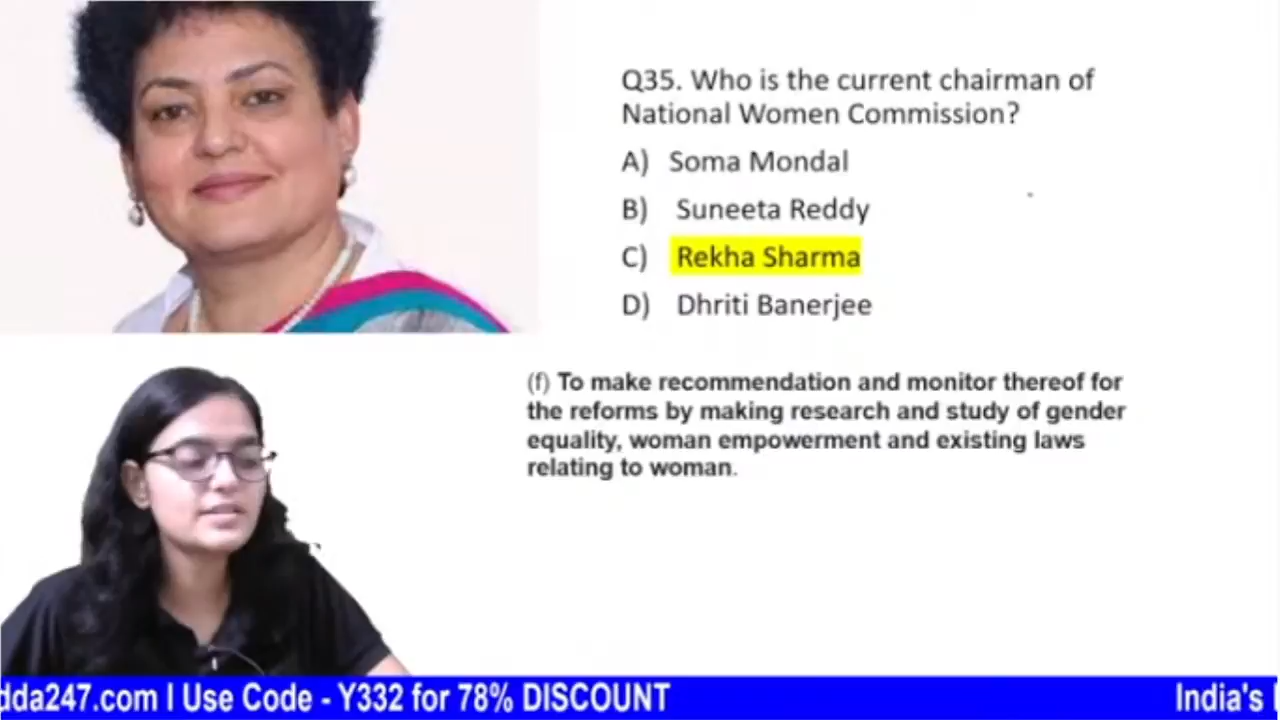 Q35. Who is the current chairman of
National Women Commission?
A) Soma Mondal
B) Suneeta Reddy
C) Rekha Sharma
D) Dhriti Banerjee
(f) To make recommendation and monitor thereof for
the reforms by making research and study of gender
equality, woman empowerment and existing laws
relating to woman.
dda247.com I Use Code - Y332 for 78% DISCOUNT
India's